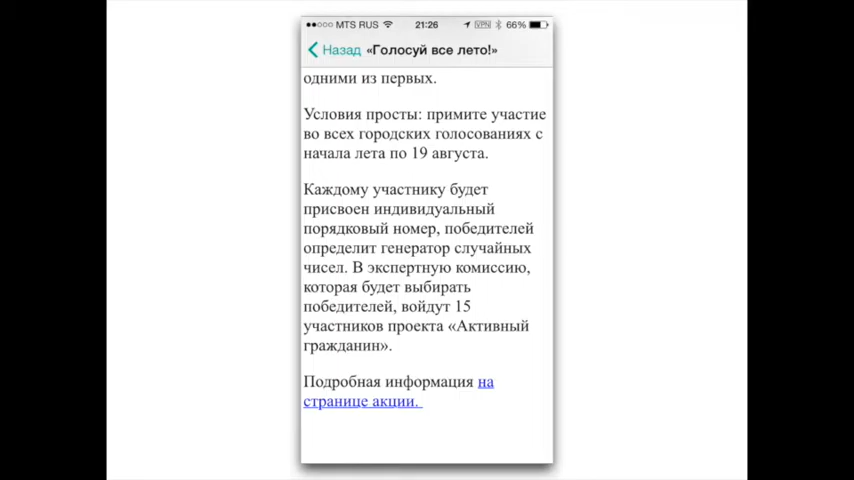 MTS RUS 21:26 VPN 66%
Назад «Голосуй все лето!»
одними из первых.
Условия просты: примите участие
во всех городских голосованиях с
начала лета по 19 августа.
Каждому участнику будет
присвоен индивидуальный
порядковый номер, победителей
определит генератор случайных
чисел. В экспертную комиссию,
которая будет выбирать
победителей, войдут 15
участников проекта «Активный
гражданин».
Подробная информация на
странице акции.